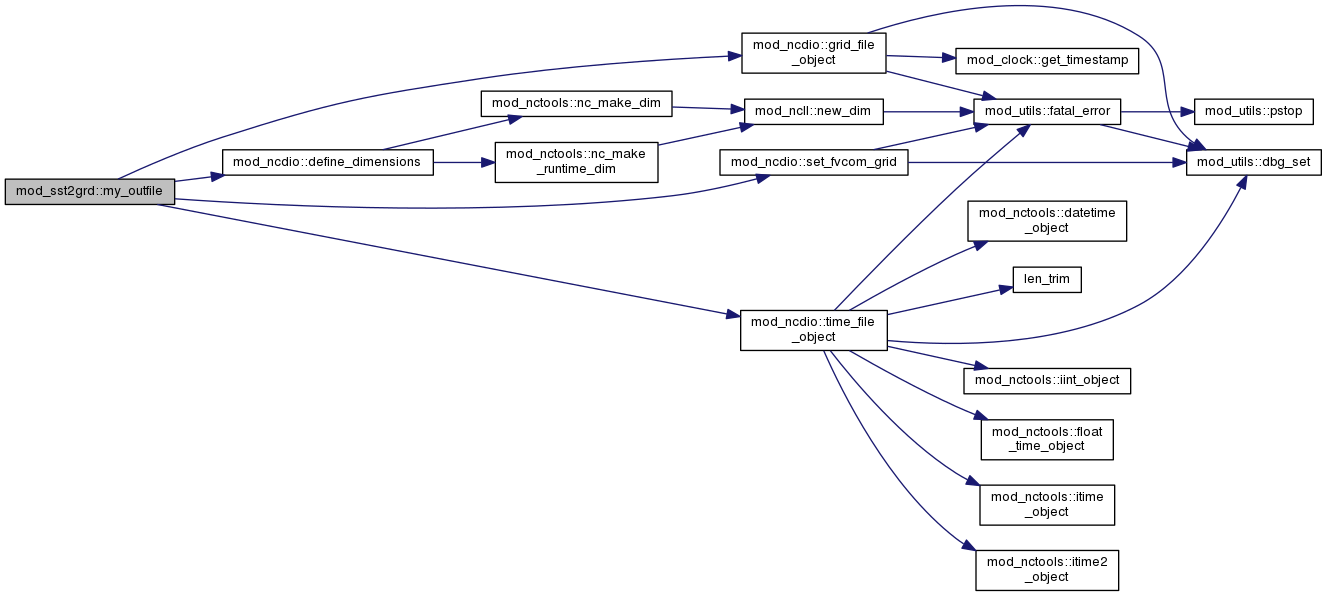 mod_sst2grd::my_outfile
mod_ncdio::grid_file
_object
mod_clock::get_timestamp
mod_nctools::nc_make_dim
mod_ncll::new_dim
mod_utils::fatal_error
mod_utils::pstop
mod_ncdio::define_dimensions
mod_nctools::nc_make
_runtime_dim
mod_ncdio::set_fvcom_grid
mod_utils::dbg_set
mod_nctools::datetime
_object
len_trim
mod_ncdio::time_file
_object
mod_nctools::iint_object
mod_nctools::float
_time_object
mod_nctools::itime
_object
mod_nctools::itime2
_object